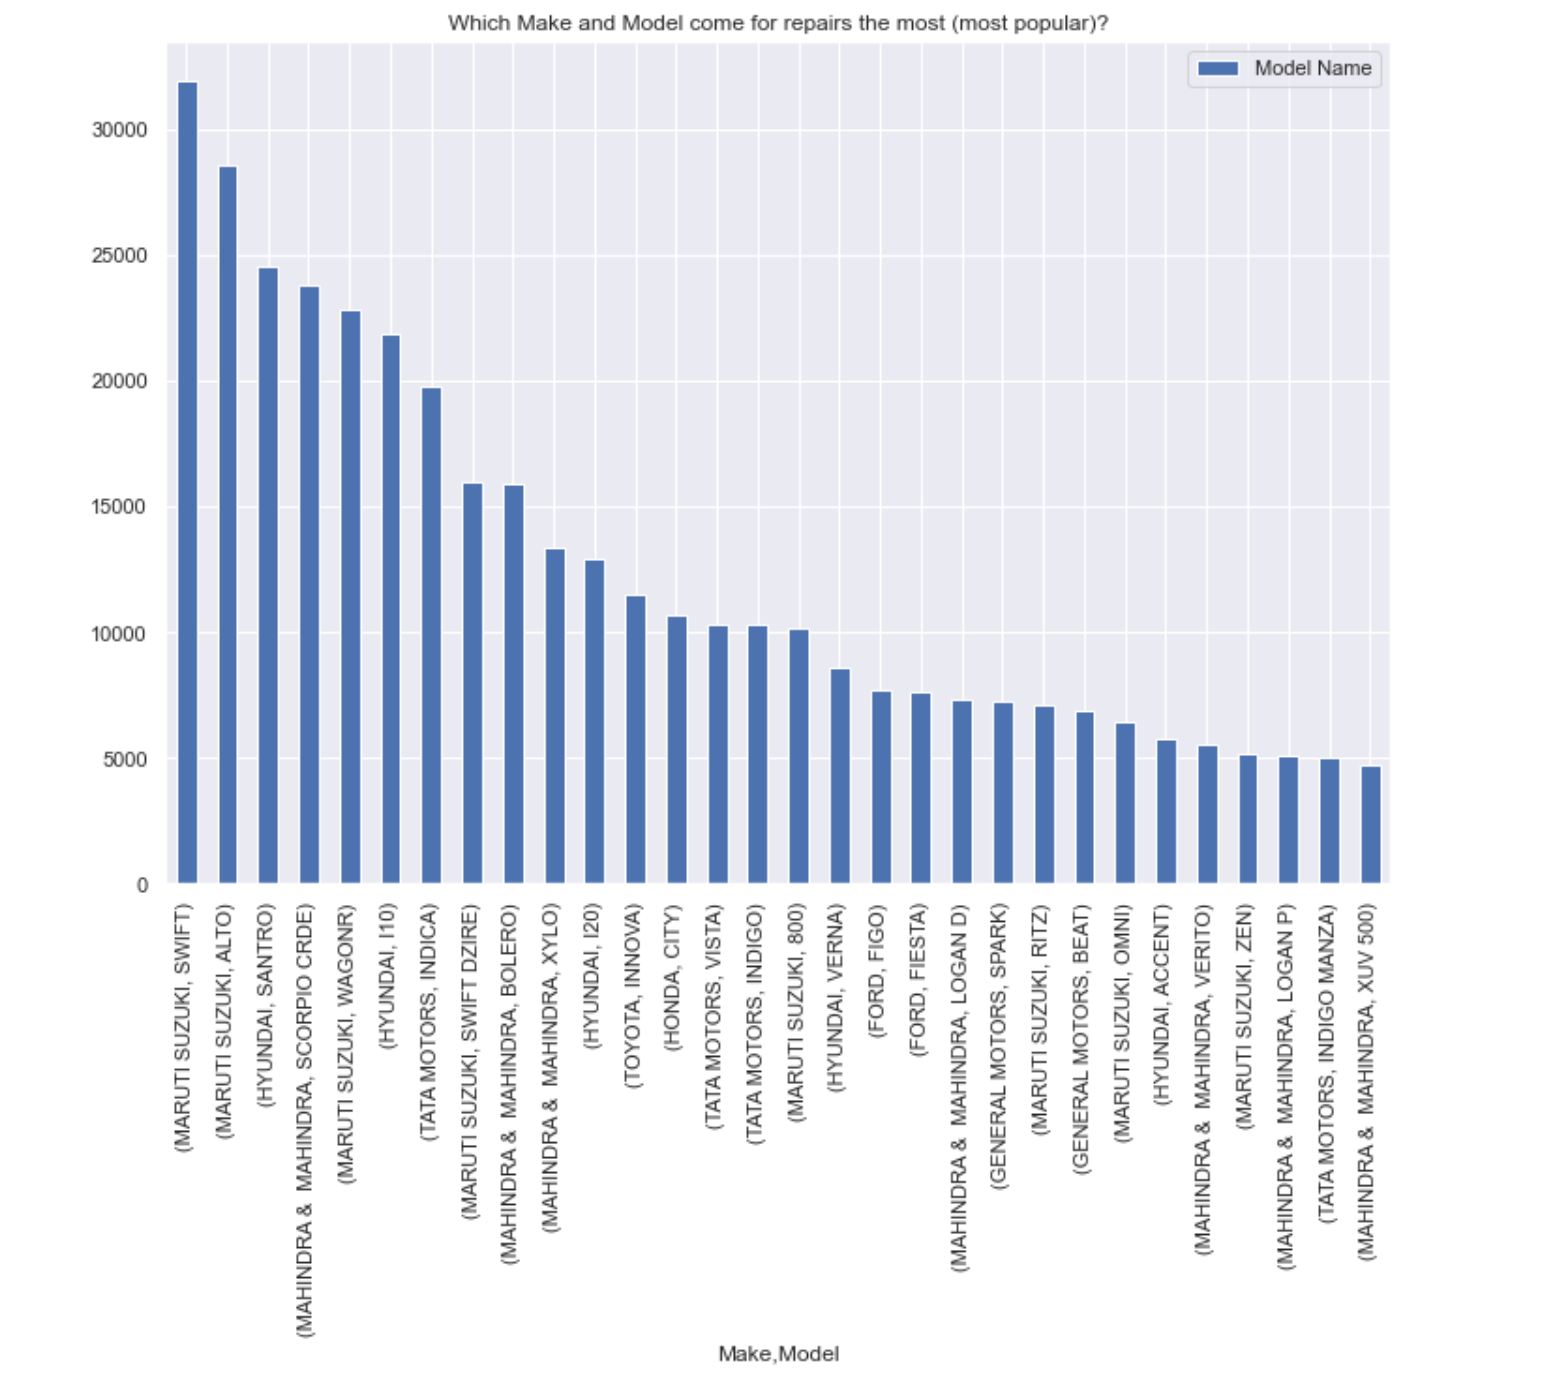 Which Make and Model come for repairs the most (most popular)?
Model Name
30000
25000
20000
15000
10000
5000
0
(MARUTI SUZUKI, SWIFT)
(MARUTI SUZUKI, ALTO)
(HYUNDAI, SANTRO)
(MAHINDRA &  MAHINDRA, SCORPIO CRDE)
(MARUTI SUZUKI, WAGONR)
(HYUNDAI, I10)
(TATA MOTORS, INDICA)
(MARUTI SUZUKI, SWIFT DZIRE)
(MAHINDRA &  MAHINDRA, BOLERO)
(MAHINDRA &  MAHINDRA, XYLO)
(HYUNDAI, I20)
(TOYOTA, INNOVA)
(HONDA, CITY)
(TATA MOTORS, VISTA)
(TATA MOTORS, INDIGO)
(MARUTI SUZUKI, 800)
(HYUNDAI, VERNA)
(FORD, FIGO)
(FORD, FIESTA)
(MAHINDRA &  MAHINDRA, LOGAN D)
(GENERAL MOTORS, SPARK)
(MARUTI SUZUKI, RITZ)
(GENERAL MOTORS, BEAT)
(MARUTI SUZUKI, OMNI)
(HYUNDAI, ACCENT)
(MAHINDRA &  MAHINDRA, VERITO)
(MARUTI SUZUKI, ZEN)
(MAHINDRA &  MAHINDRA, LOGAN P)
(TATA MOTORS, INDIGO MANZA)
(MAHINDRA &  MAHINDRA, XUV 500)
Make,Model